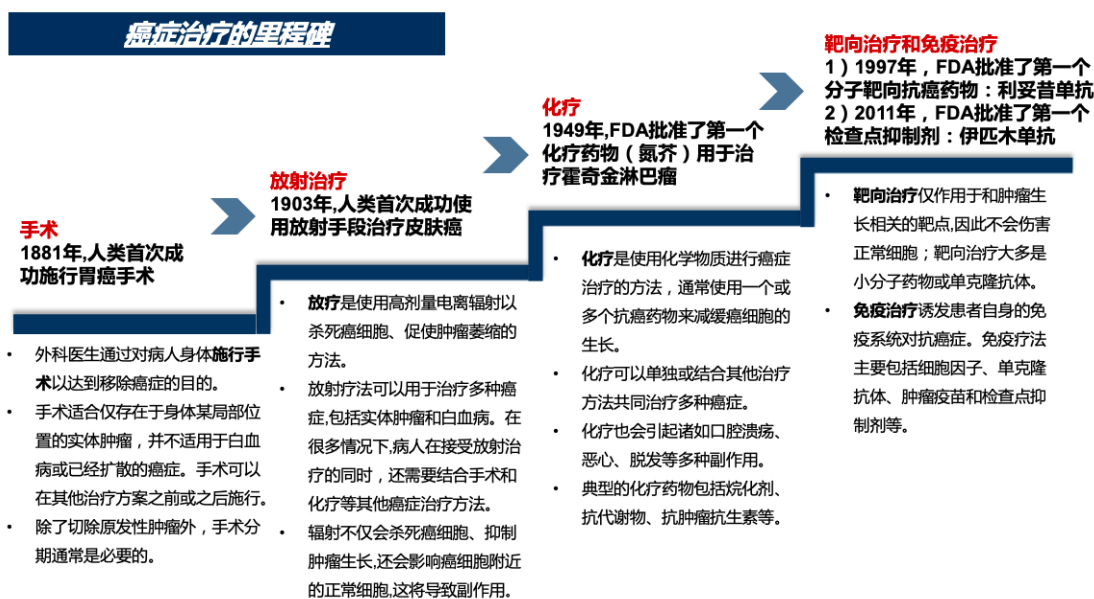 癌症治疗的里程碑
手术
1881年,人类首次成
功施行胃癌手术
• 外科医生通过对病人身体施行手
术以达到移除癌症的目的。
• 手术适合仅存在于身体某局部位
置的实体肿瘤，并不适用于白血
病或已经扩散的癌症。手术可以
在其他治疗方案之前或之后施行。
• 除了切除原发性肿瘤外，手术分
期通常是必要的。
放射治疗
1903年,人类首次成功使
用放射手段治疗皮肤癌
• 放疗是使用高剂量电离辐射以
杀死癌细胞、促使肿瘤萎缩的
方法。
• 放射疗法可以用于治疗多种癌
症,包括实体肿瘤和白血病。在
很多情况下,病人在接受放射治
疗的同时，还需要结合手术和
化疗等其他癌症治疗方法。
• 辐射不仅会杀死癌细胞、抑制
肿瘤生长,还会影响癌细胞附近
的正常细胞,这将导致副作用。
化疗
1949年,FDA批准了第一个
化疗药物（氮芥）用于治
疗霍奇金淋巴瘤
• 化疗是使用化学物质进行癌症
治疗的方法，通常使用一个或
多个抗癌药物来减缓癌细胞的
生长。
• 化疗可以单独或结合其他治疗
方法共同治疗多种癌症。
• 化疗也会引起诸如口腔溃疡、
恶心、脱发等多种副作用。
• 典型的化疗药物包括烷化剂、
抗代谢物、抗肿瘤抗生素等。
靶向治疗和免疫治疗
1）1997年，FDA批准了第一个
分子靶向抗癌药物：利妥昔单抗
2）2011年，FDA批准了第一个
检查点抑制剂：伊匹木单抗
• 靶向治疗仅作用于和肿瘤生
长相关的靶点,因此不会伤害
正常细胞；靶向治疗大多是
小分子药物或单克隆抗体。
• 免疫治疗诱发患者自身的免
疫系统对抗癌症。免疫疗法
主要包括细胞因子、单克隆
抗体、肿瘤疫苗和检查点抑
制剂等。